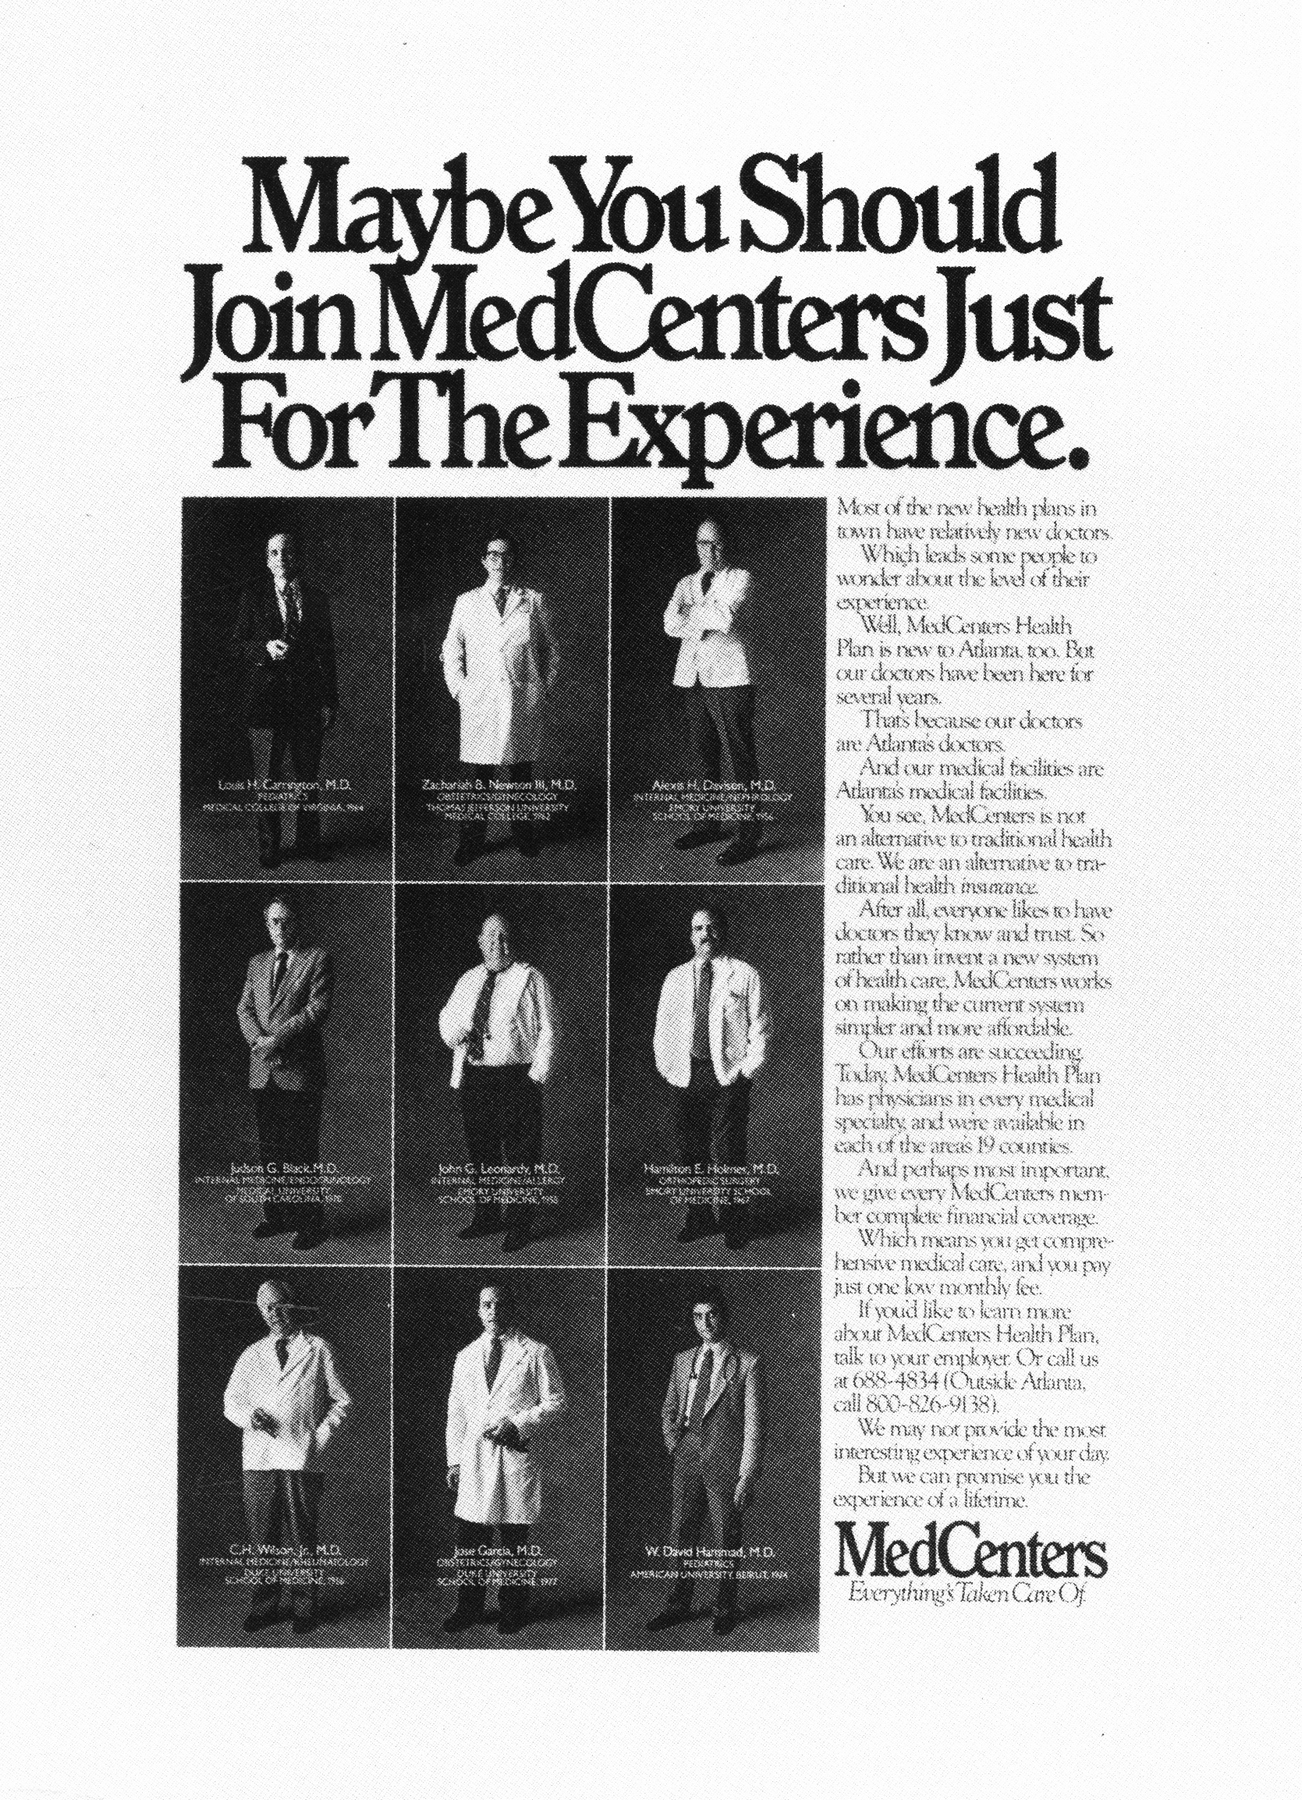 Maybe You Should
Join MedCenters Just
For The Experience.
Louis H. Carrington, M.D.
PEDIATRICS
MEDICAL COLLEGE OF VIRGINIA, 1964
Zachariah B. Newton III, M.D.
OBSTETRICS/GYNECOLOGY
THOMAS JEFFERSON UNIVERSITY
MEDICAL COLLEGE, 1962
Alexis H. Davison, M.D.
INTERNAL MEDICINE/NEPHROLOGY
EMORY UNIVERSITY
SCHOOL OF MEDICINE, 1956
Judson G. Black, M.D.
INTERNAL MEDICINE/ENDOCRINOLOGY
MEDICAL UNIVERSITY
OF SOUTH CAROLINA,
John G. Leonardy, M.D.
INTERNAL MEDICINE/ALLERGY
EMORY UNIVERSITY
SCHOOL OF MEDICINE,
Hamilton E. Holmes, M.D.
ORTHOPEDIC SURGERY
EMORY UNIVERSITY SCHOOL
OF MEDICINE, 1967
C.H. Wilson, Jr., M.D.
INTERNAL MEDICINE/RHEUMATOLOGY
DUKE UNIVERSITY
SCHOOL OF MEDICINE,
Jose Garcia, M.D.
OBSTETRICS/GYNECOLOGY
DUKE UNIVERSITY
SCHOOL OF MEDICINE, 1977
W. David Hammad, M.D.
PEDIATRICS
AMERICAN UNIVERSITY, BEIRUT, 1974
Most of the new health plans in
town have relatively new doctors.
Which leads some people to
wonder about the level of their
experience.
Well, MedCenters Health
Plan is new to Atlanta, too. But
our doctors have been here for
several years.
That's because our doctors
are Atlanta's doctors.
And our medical facilities are
Atlanta's medical facilities.
You see, MedCenters is not
an alternative to traditional health
care. We are an alternative to tra-
ditional health insurance.
After all, everyone likes to have
doctors they know and trust. So
rather than invent a new system
of health care, MedCenters works
on making the current system
simpler and more affordable.
Our efforts are succeeding.
Today, MedCenters Health Plan
has physicians in every medical
specialty, and we're available in
each of the area's 19 counties.
And perhaps most important,
we give every MedCenters mem-
ber complete financial coverage.
Which means you get compre-
hensive medical care, and you pay
just one low monthly fee.
If you'd like to learn more
about MedCenters Health Plan,
talk to your employer. Or call us
at 688-4834 (Outside Atlanta,
call 800-826-9138).
We may not provide the most
interesting experience of your day.
But we can promise you the
experience of a lifetime.
MedCenters
Everything's Taken Care Of.